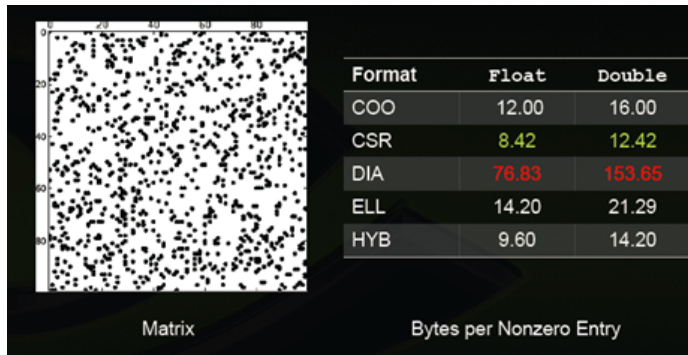 0 20 40 60 80
0
20
40
60
80
Format Float Double
COO 12.00 16.00
CSR 8.42 12.42
DIA 76.83 153.65
ELL 14.20 21.29
HYB 9.60 14.20
Matrix
Bytes per Nonzero Entry